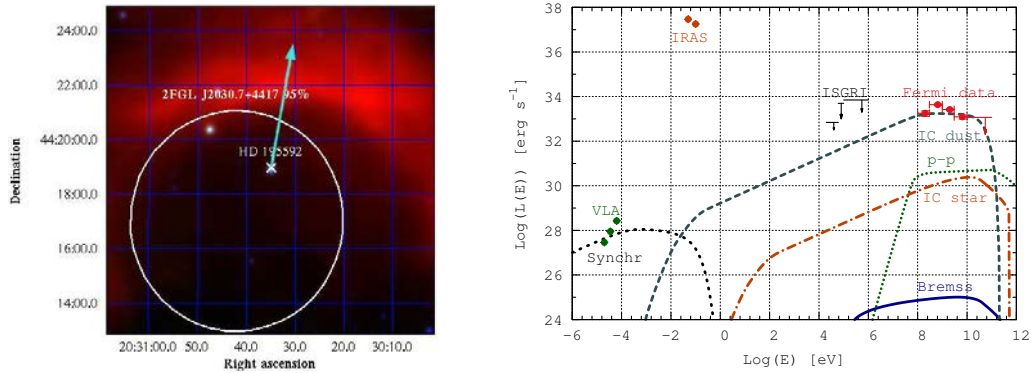 24:00.0
22:00.0
2FGL J2030.7+4417 95%
44:20:00.0
HD 195592
18:00.0
16:00.0
14:00.0
Declination
20:31:00.0 50.0 40.0 30.0 20.0 30:10.0
Right ascension
38
36
34
32
30
28
26
24
Log(L(E)) [erg s⁻¹]
IRAS
ISGRI
Fermi data
IC dust
p-p
IC star
VLA
Synchr
Bremss
-6 -4 -2 0 2 4 6 8 10 12
Log(E) [eV]